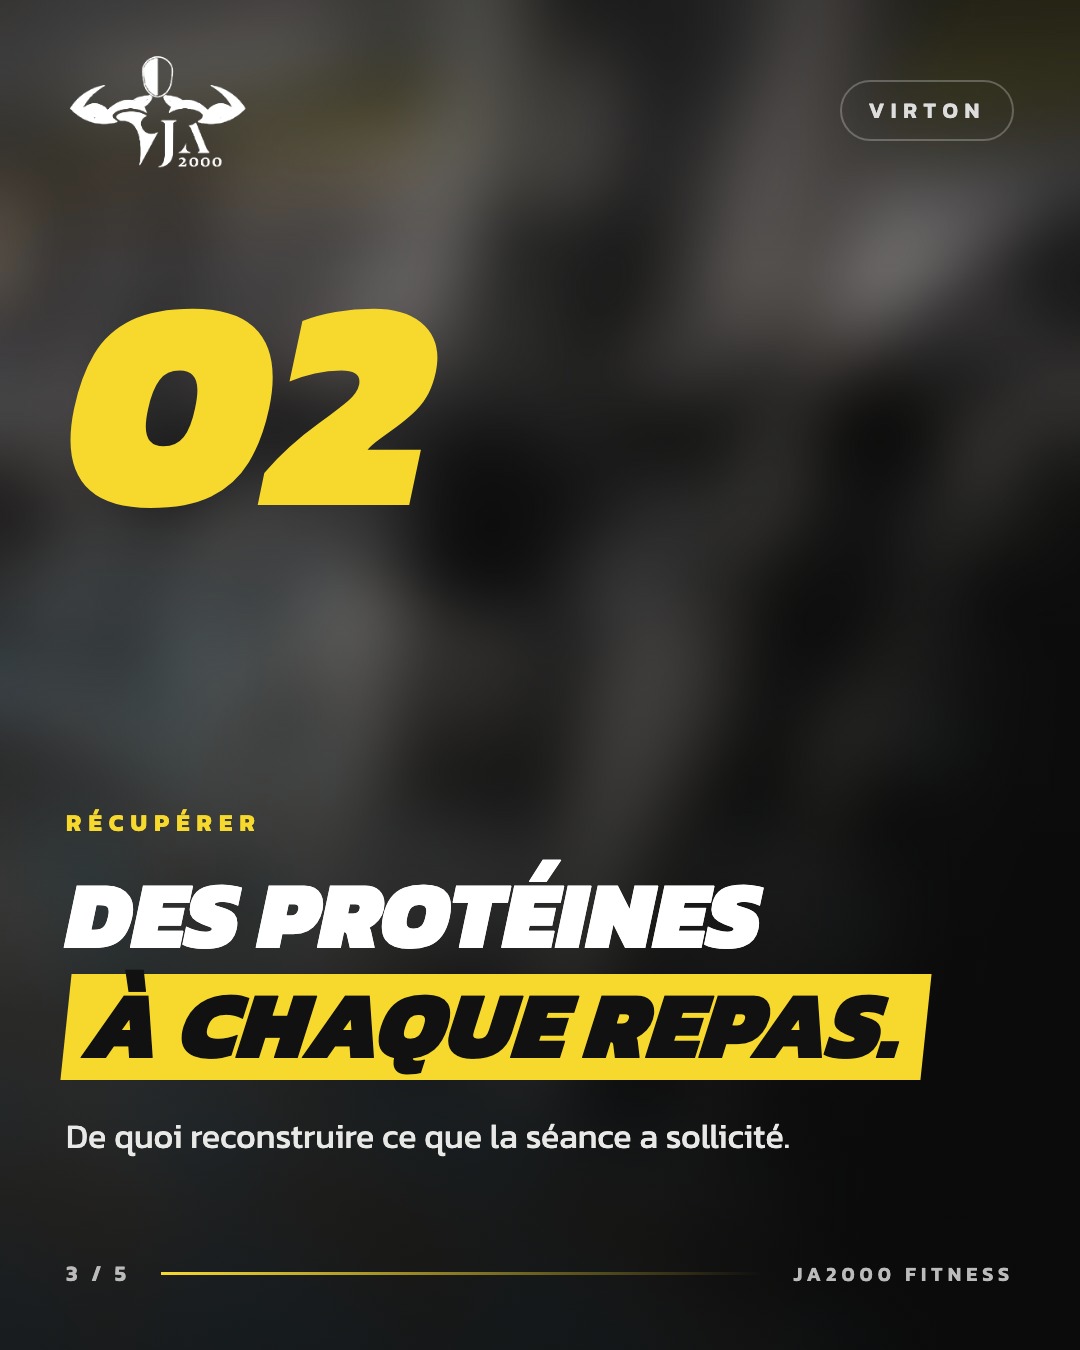 JA
2000
VIRTON
02
RÉCUPÉRER
DES PROTÉINES
À CHAQUE REPAS.
De quoi reconstruire ce que la séance a sollicité.
3 / 5
JA2000 FITNESS